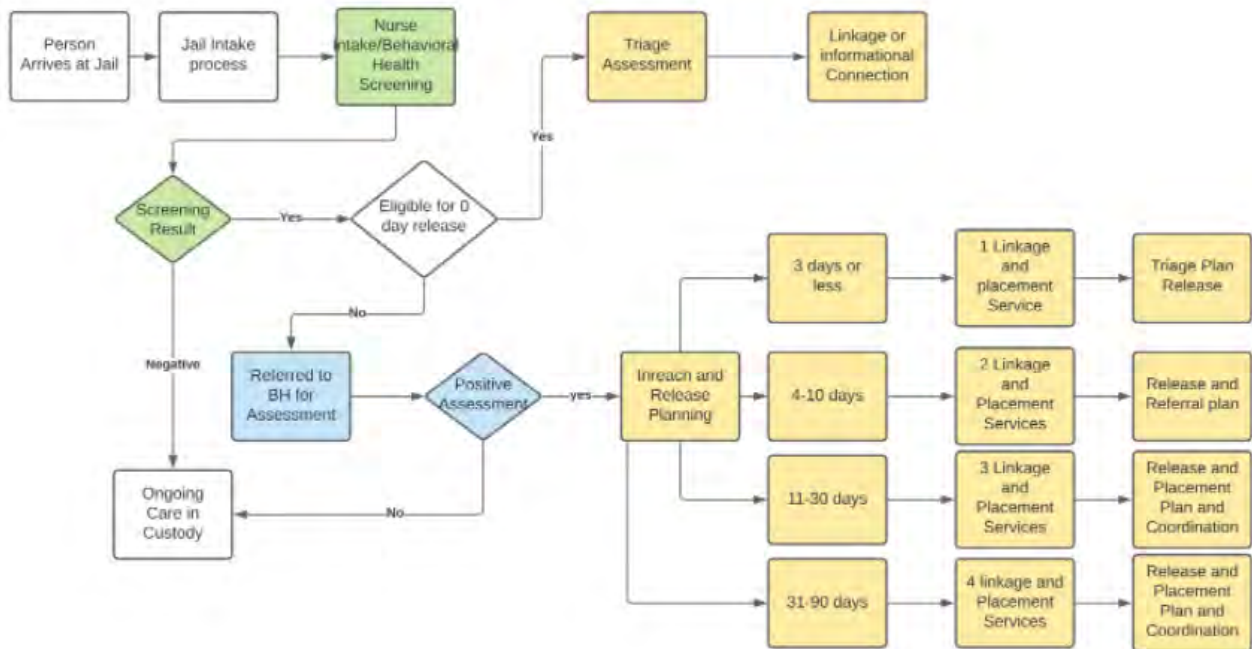 Person
Arrives at Jail
Jail Intake
process
Nurse
Intake/Behavioral
Health
Screening
Triage
Assessment
Linkage or
informational
Connection
Yes
Screening
Result
Yes
Eligible for 0
day release
No
Negative
Referred to
BH for
Assessment
Positive
Assessment
yes
Inreach and
Release
Planning
No
Ongoing
Care in
Custody
3 days or
less
1 Linkage
and
placement
Service
Triage Plan
Release
4-10 days
2 Linkage
and
Placement
Services
Release and
Referral plan
11-30 days
3 Linkage
and
Placement
Services
Release and
Placement
Plan and
Coordination
31-90 days
4 linkage and
Placement
Services
Release and
Placement
Plan and
Coordination